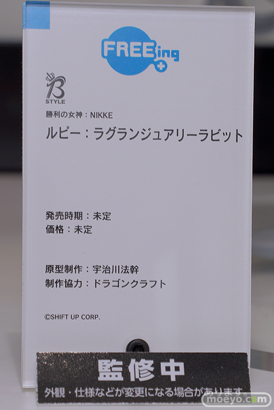 FREEing
B
STYLE
勝利の女神：NIKKE
ルピー：ラグランジュアリーラビット
発売時期：未定
価格：未定
原型制作：宇治川法幹
制作協力：ドラゴンクラフト
©SHIFT UP CORP.
監修中
外観・仕様などが変更になる場合があります。
moeyo.com